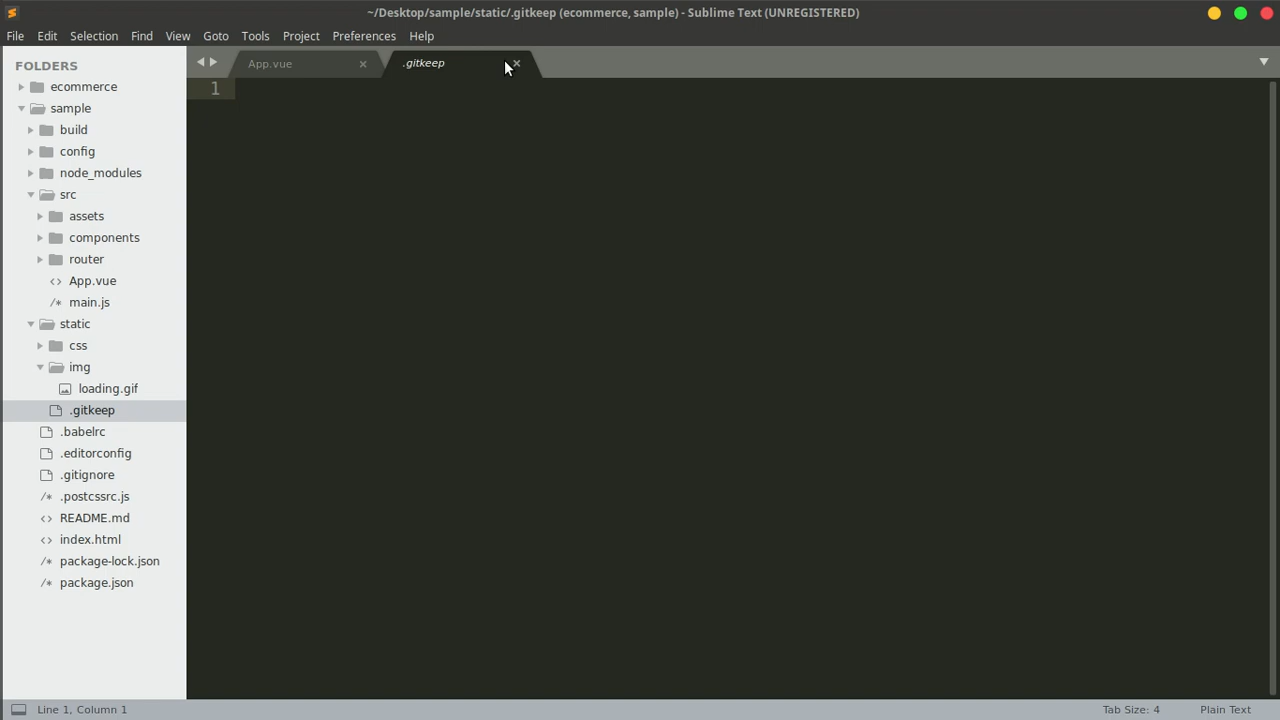 ~/Desktop/sample/static/.gitkeep (ecommerce, sample) - Sublime Text (UNREGISTERED)
File Edit Selection Find View Goto Tools Project Preferences Help
FOLDERS
ecommerce
sample
build
config
node_modules
src
assets
components
router
App.vue
main.js
static
css
img
loading.gif
.gitkeep
.babelrc
.editorconfig
.gitignore
.postcssrc.js
README.md
index.html
package-lock.json
package.json
App.vue
.gitkeep
1
Line 1, Column 1
Tab Size: 4
Plain Text